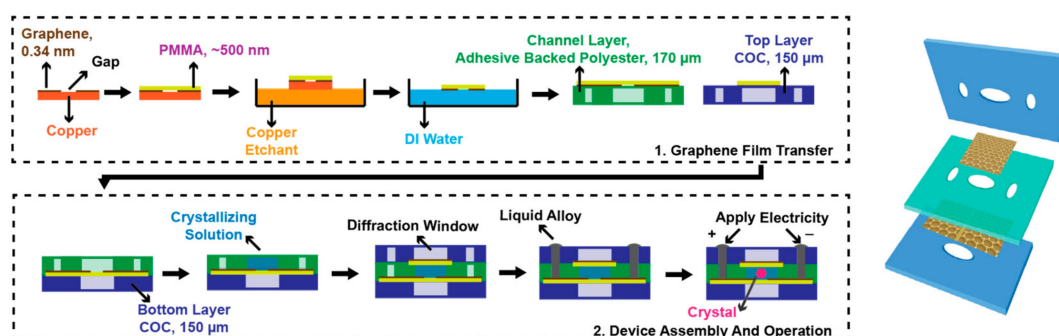 Graphene,
0.34 nm
Gap
PMMA, ~500 nm
Channel Layer,
Adhesive Backed Polyester, 170 µm
Top Layer
COC, 150 µm
Copper
Copper
Etchant
DI Water
1. Graphene Film Transfer
Crystallizing
Solution
Diffraction Window
Liquid Alloy
Apply Electricity
+
–
Bottom Layer
COC, 150 µm
Crystal
2. Device Assembly And Operation